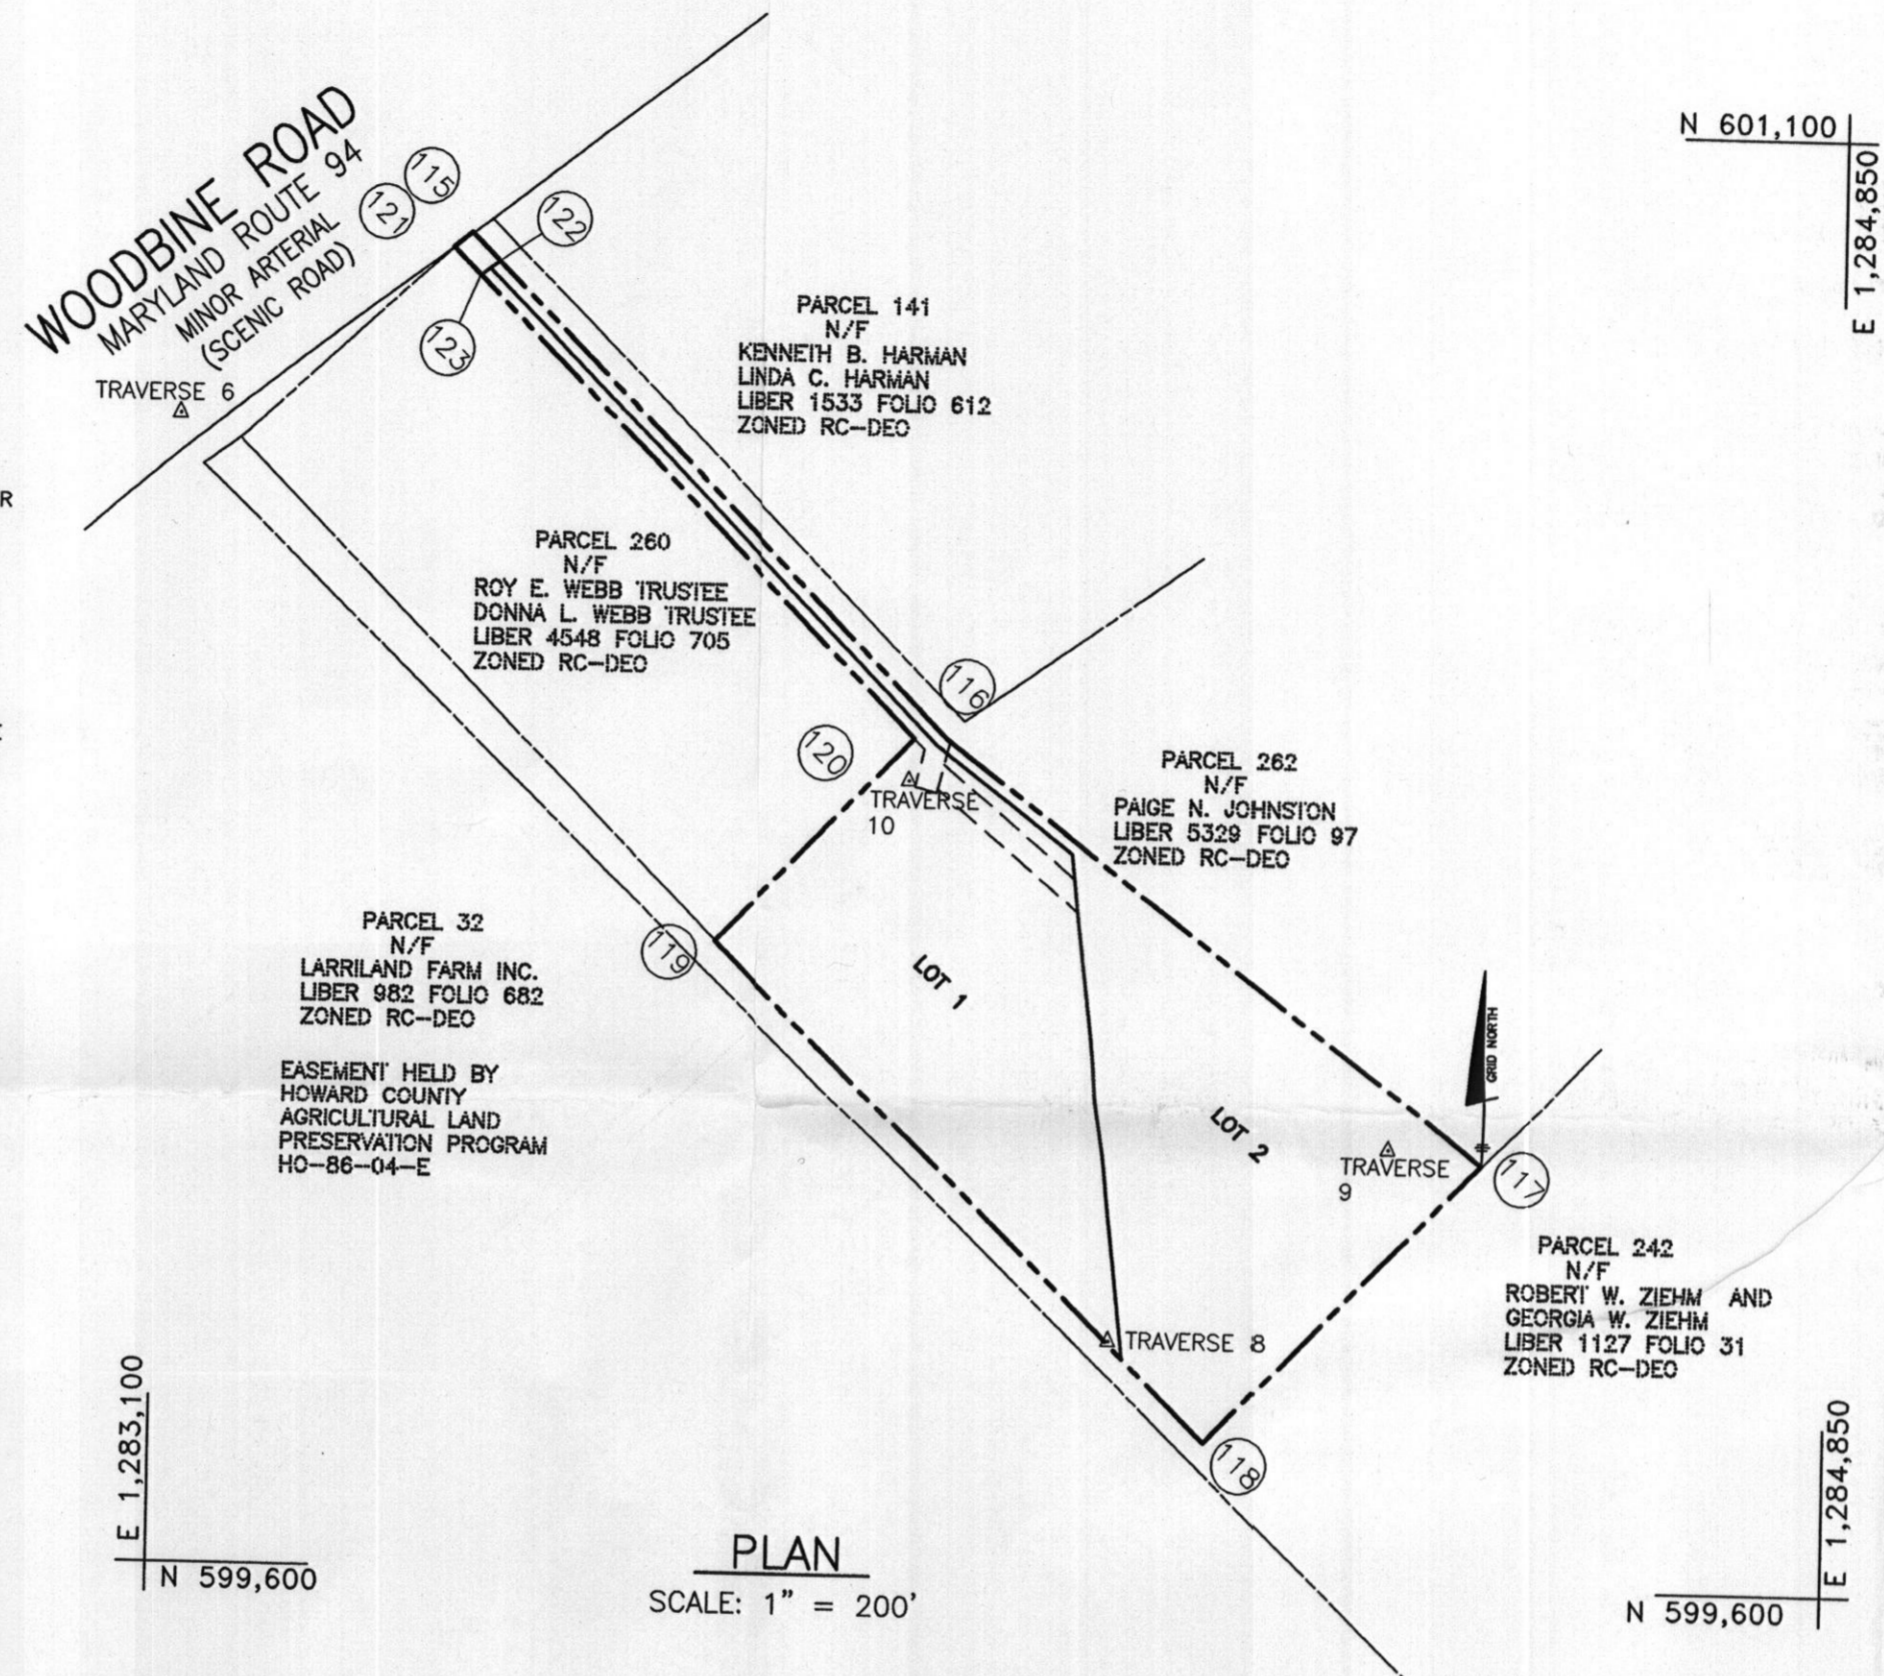 WOODBINE ROAD
MARYLAND ROUTE 94
MINOR ARTERIAL
(SCENIC ROAD)
121
115
122
123
TRAVERSE 6
N 601,100
E 1,284,850
PARCEL 141
N/F
KENNETH B. HARMAN
LINDA C. HARMAN
LIBER 1533 FOLIO 612
ZONED RC-DEO
R
PARCEL 260
N/F
ROY E. WEBB TRUSTEE
DONNA L. WEBB TRUSTEE
LIBER 4548 FOLIO 705
ZONED RC-DEO
116
120
TRAVERSE
10
PARCEL 262
N/F
PAIGE N. JOHNSTON
LIBER 5329 FOLIO 97
ZONED RC-DEO
119
LOT 1
PARCEL 32
N/F
LARRILAND FARM INC.
LIBER 982 FOLIO 682
ZONED RC-DEO
EASEMENT HELD BY
HOWARD COUNTY
AGRICULTURAL LAND
PRESERVATION PROGRAM
HO-86-04-E
GRID NORTH
LOT 2
TRAVERSE
9
117
PARCEL 242
N/F
ROBERT W. ZIEHM AND
GEORGIA W. ZIEHM
LIBER 1127 FOLIO 31
ZONED RC-DEO
TRAVERSE 8
118
E 1,283,100
N 599,600
PLAN
SCALE: 1" = 200'
E 1,284,850
N 599,600